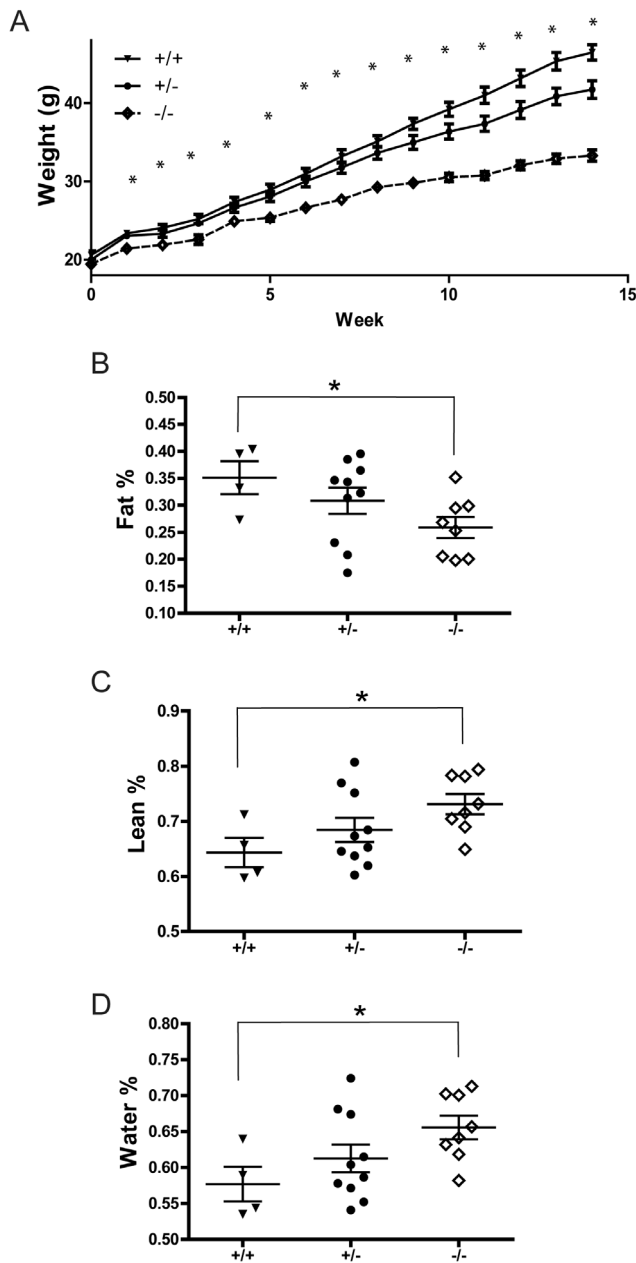 A
+/+
+/-
-/-
* * * * * * * * * * * * * *
Weight (g)
40
30
20
0 5 10 15
Week
B
*
Fat %
0.50
0.45
0.40
0.35
0.30
0.25
0.20
0.15
0.10
+/+ +/- -/-
C
*
Lean %
0.9
0.8
0.7
0.6
0.5
+/+ +/- -/-
D
*
Water %
0.80
0.75
0.70
0.65
0.60
0.55
0.50
+/+ +/- -/-